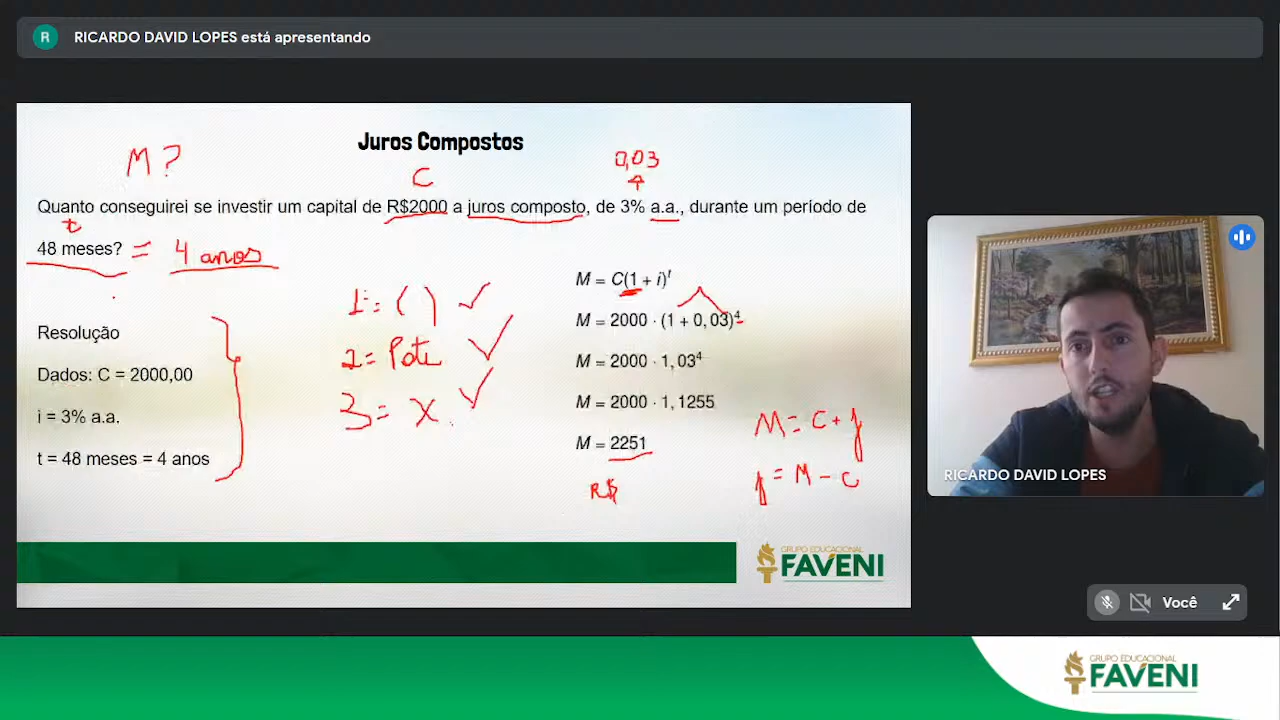 R
RICARDO DAVID LOPES está apresentando
Juros Compostos
M?
C
0,03
Quanto conseguirei se investir um capital de R$2000 a juros composto, de 3% a.a., durante um período de
t
48 meses? = 4 anos
Resolução
Dados: C = 2000,00
i = 3% a.a.
t = 48 meses = 4 anos
1º = ( ) ✓
2 = Pote ✓
3 = X ✓
M = C(1 + i)ᵗ
M = 2000 · (1 + 0,03)⁴
M = 2000 · 1,03⁴
M = 2000 · 1,1255
M = 2251
R$
M = C + j
j = M - C
GRUPO EDUCACIONAL
FAVENI
RICARDO DAVID LOPES
Você
GRUPO EDUCACIONAL
FAVENI